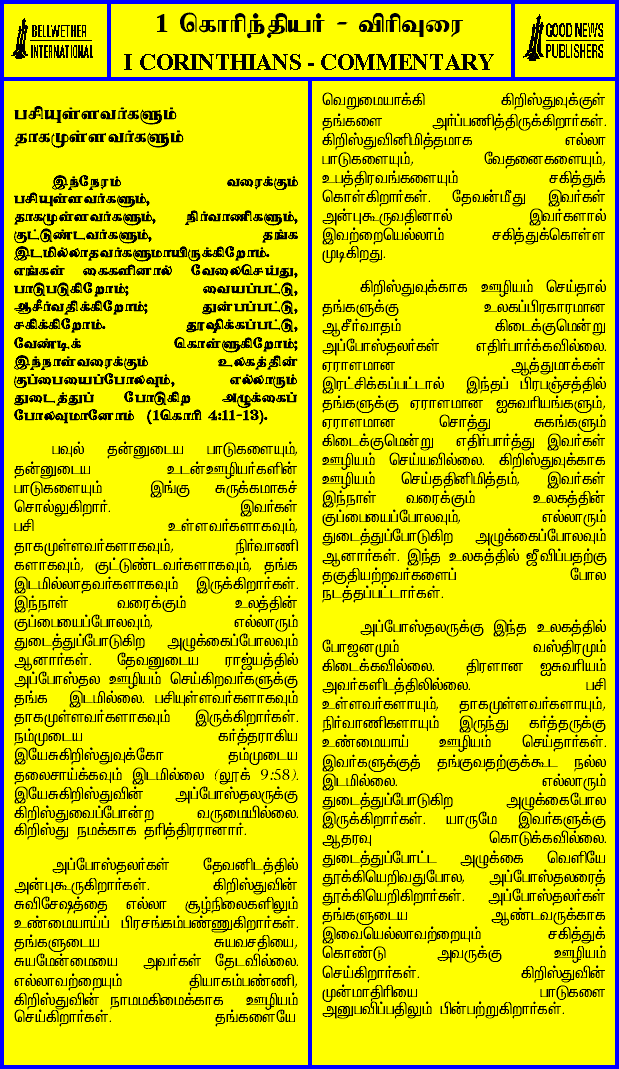 BELLWETHER
INTERNATIONAL
1 கொரிந்தியர் - விரிவுரை
I CORINTHIANS - COMMENTARY
GOOD NEWS
PUBLISHERS
பசியுள்ளவர்களும்
தாகமுள்ளவர்களும்
இந்நேரம் வரைக்கும்
பசியுள்ளவர்களும்,
தாகமுள்ளவர்களும், நிர்வாணிகளும்,
குட்டுண்டவர்களும், தங்க
இடமில்லாதவர்களுமாயிருக்கிறோம்.
எங்கள் கைகளினால் வேலைசெய்து,
பாடுபடுகிறோம்; வையப்பட்டு,
ஆசீர்வதிக்கிறோம்; துன்பப்பட்டு,
சகிக்கிறோம். தூஷிக்கப்பட்டு,
வேண்டிக் கொள்ளுகிறோம்;
இந்நாள்வரைக்கும் உலகத்தின்
குப்பையைப்போலவும், எல்லாரும்
துடைத்துப் போடுகிற அழுக்கைப்
போலவுமானோம் (1கொரி 4:11-13).
பவுல் தன்னுடைய பாடுகளையும்,
தன்னுடைய உடன்ஊழியர்களின்
பாடுகளையும் இங்கு சுருக்கமாகச்
சொல்லுகிறார். இவர்கள்
பசி உள்ளவர்களாகவும்,
தாகமுள்ளவர்களாகவும், நிர்வாணி
களாகவும், குட்டுண்டவர்களாகவும், தங்க
இடமில்லாதவர்களாகவும் இருக்கிறார்கள்.
இந்நாள் வரைக்கும் உலத்தின்
குப்பையைப்போலவும், எல்லாரும்
துடைத்துப்போடுகிற அழுக்கைப்போலவும்
ஆனார்கள். தேவனுடைய ராஜ்யத்தில்
அப்போஸ்தல ஊழியம் செய்கிறவர்களுக்கு
தங்க இடமில்லை. பசியுள்ளவர்களாகவும்
தாகமுள்ளவர்களாகவும் இருக்கிறார்கள்.
நம்முடைய கர்த்தராகிய
இயேசுகிறிஸ்துவுக்கோ தம்முடைய
தலைசாய்க்கவும் இடமில்லை (லூக் 9:58).
இயேசுகிறிஸ்துவின் அப்போஸ்தலருக்கு
கிறிஸ்துவைப்போன்ற வருமையில்லை.
கிறிஸ்து நமக்காக தரித்திரரானார்.
அப்போஸ்தலர்கள் தேவனிடத்தில்
அன்புகூருகிறார்கள். கிறிஸ்துவின்
சுவிசேஷத்தை எல்லா சூழ்நிலைகளிலும்
உண்மையாய்ப் பிரசங்கம்பண்ணுகிறார்கள்.
தங்களுடைய சுயவசதியை,
சுயமேன்மையை அவர்கள் தேடவில்லை.
எல்லாவற்றையும் தியாகம்பண்ணி,
கிறிஸ்துவின் நாமமகிமைக்காக ஊழியம்
செய்கிறார்கள். தங்களையே
வெறுமையாக்கி கிறிஸ்துவுக்குள்
தங்களை அர்ப்பணித்திருக்கிறார்கள்.
கிறிஸ்துவினிமித்தமாக எல்லா
பாடுகளையும், வேதனைகளையும்,
உபத்திரவங்களையும் சகித்துக்
கொள்கிறார்கள். தேவன்மீது இவர்கள்
அன்புகூருவதினால் இவர்களால்
இவற்றையெல்லாம் சகித்துக்கொள்ள
முடிகிறது.
கிறிஸ்துவுக்காக ஊழியம் செய்தால்
தங்களுக்கு உலகப்பிரகாரமான
ஆசீர்வாதம் கிடைக்குமென்று
அப்போஸ்தலர்கள் எதிர்பார்க்கவில்லை.
ஏராளமான ஆத்துமாக்கள்
இரட்சிக்கப்பட்டால் இந்தப் பிரபஞ்சத்தில்
தங்களுக்கு ஏராளமான ஐசுவரியங்களும்,
ஏராளமான சொத்து சுகங்களும்
கிடைக்குமென்று எதிர்பார்த்து இவர்கள்
ஊழியம் செய்யவில்லை. கிறிஸ்துவுக்காக
ஊழியம் செய்ததினிமித்தம், இவர்கள்
இந்நாள் வரைக்கும் உலகத்தின்
குப்பையைப்போலவும், எல்லாரும்
துடைத்துப்போடுகிற அழுக்கைப்போலவும்
ஆனார்கள். இந்த உலகத்தில் ஜீவிப்பதற்கு
தகுதியற்றவர்களைப் போல
நடத்தப்பட்டார்கள்.
அப்போஸ்தலருக்கு இந்த உலகத்தில்
போஜனமும் வஸ்திரமும்
கிடைக்கவில்லை. திரளான ஐசுவரியம்
அவர்களிடத்திலில்லை. பசி
உள்ளவர்களாயும், தாகமுள்ளவர்களாயும்,
நிர்வாணிகளாயும் இருந்து கர்த்தருக்கு
உண்மையாய் ஊழியம் செய்தார்கள்.
இவர்களுக்குத் தங்குவதற்குக்கூட நல்ல
இடமில்லை. எல்லாரும்
துடைத்துப்போடுகிற அழுக்கைபோல
இருக்கிறார்கள். யாருமே இவர்களுக்கு
ஆதரவு கொடுக்கவில்லை.
துடைத்துப்போட்ட அழுக்கை வெளியே
தூக்கியெறிவதுபோல, அப்போஸ்தலரைத்
தூக்கியெறிகிறார்கள். அப்போஸ்தலர்கள்
தங்களுடைய ஆண்டவருக்காக
இவையெல்லாவற்றையும் சகித்துக்
கொண்டு அவருக்கு ஊழியம்
செய்கிறார்கள். கிறிஸ்துவின்
முன்மாதிரியை பாடுகளை
அனுபவிப்பதிலும் பின்பற்றுகிறார்கள்.